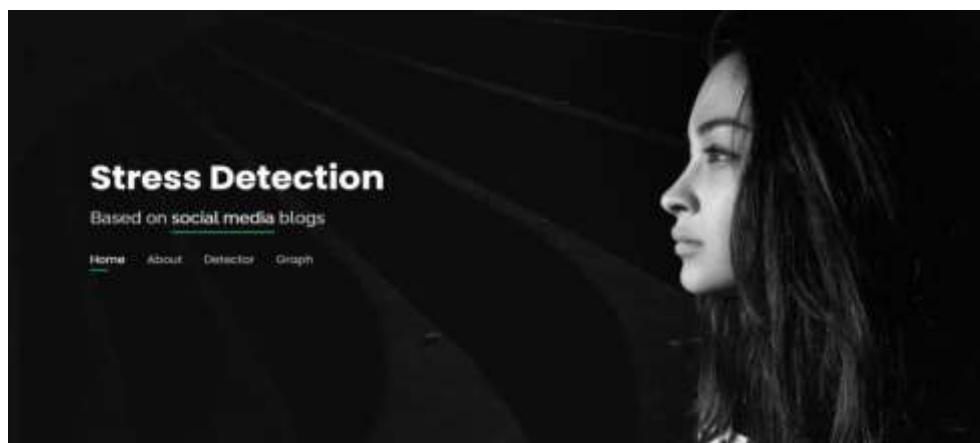 Stress Detection
Based on social media blogs
Home About Detector Graph